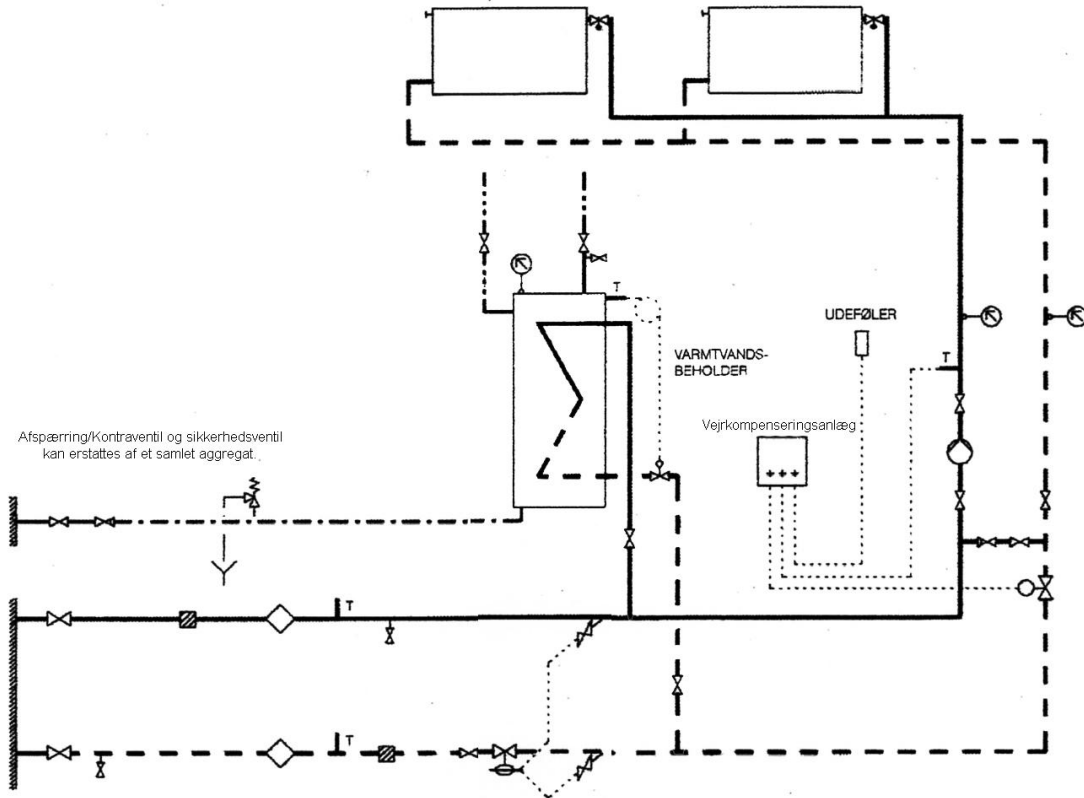 T
UDEFØLER
VARMTVANDS-
BEHOLDER
T
Vejrkompenseringsanlæg
Afspærring/Kontraventil og sikkerhedsventil
kan erstattes af et samlet aggregat.
T
T